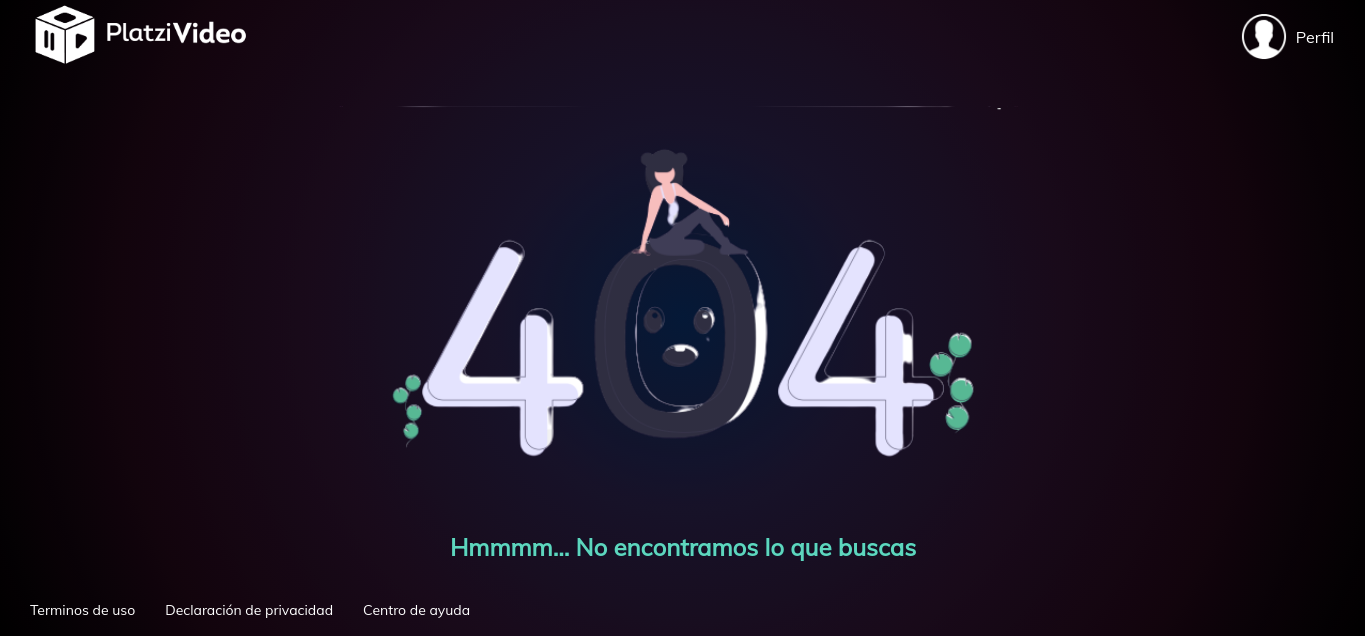 PlatziVideo
Perfil
404
Hmmmm... No encontramos lo que buscas
Terminos de uso
Declaración de privacidad
Centro de ayuda